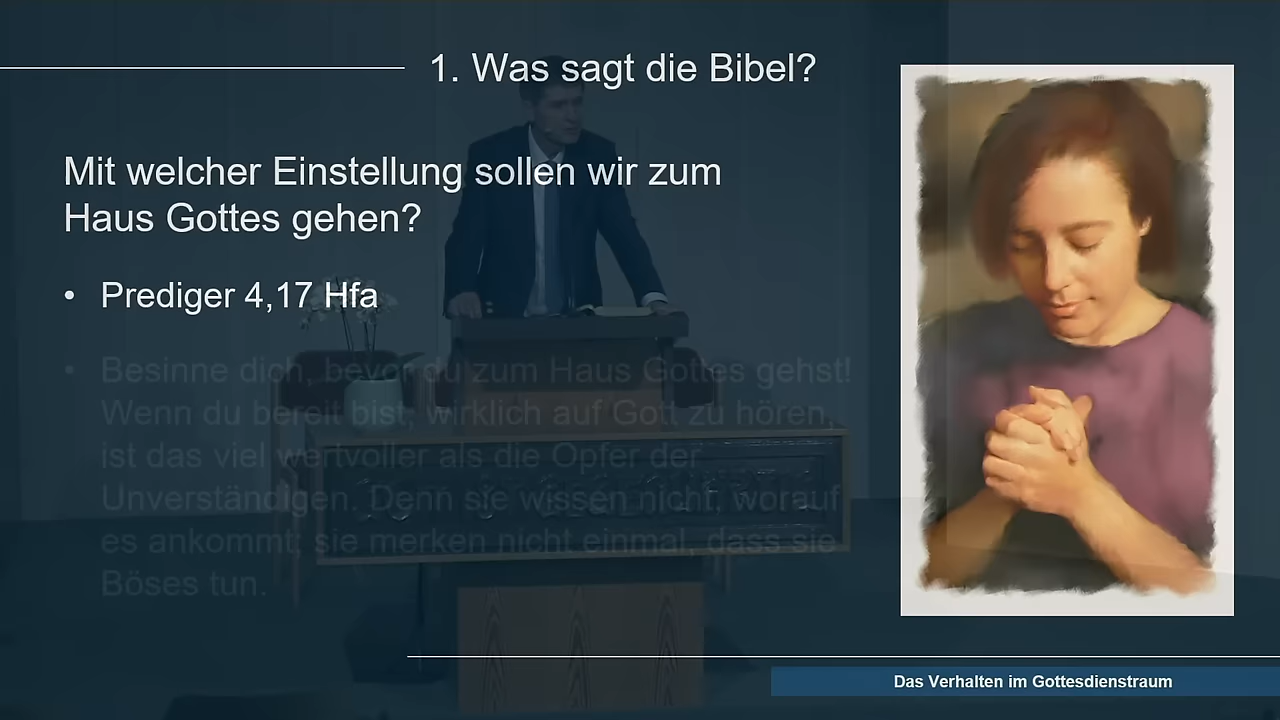 1. Was sagt die Bibel?
Mit welcher Einstellung sollen wir zum
Haus Gottes gehen?
• Prediger 4,17 Hfa
• Besinne dich, bevor du zum Haus Gottes gehst!
Wenn du bereit bist, wirklich auf Gott zu hören,
ist das viel wertvoller als die Opfer der
Unverständigen. Denn sie wissen nicht, worauf
es ankommt; sie merken nicht einmal, dass sie
Böses tun.
Das Verhalten im Gottesdienstraum